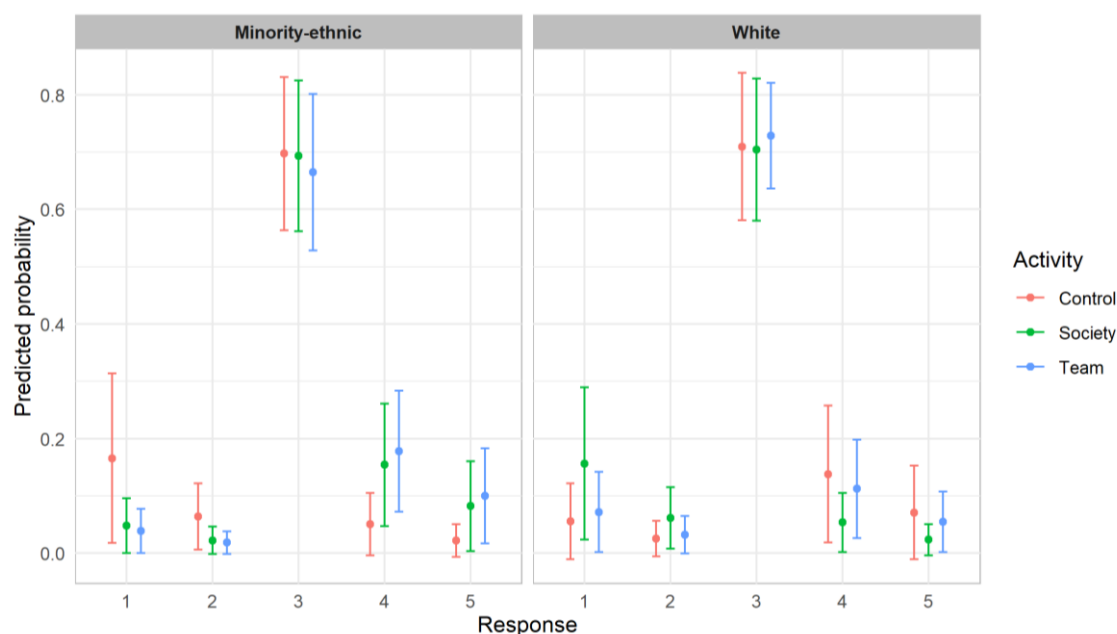 Minority-ethnic White
Predicted probability
0.8
0.6
0.4
0.2
0.0
1 2 3 4 5 1 2 3 4 5
Response
Activity
Control
Society
Team